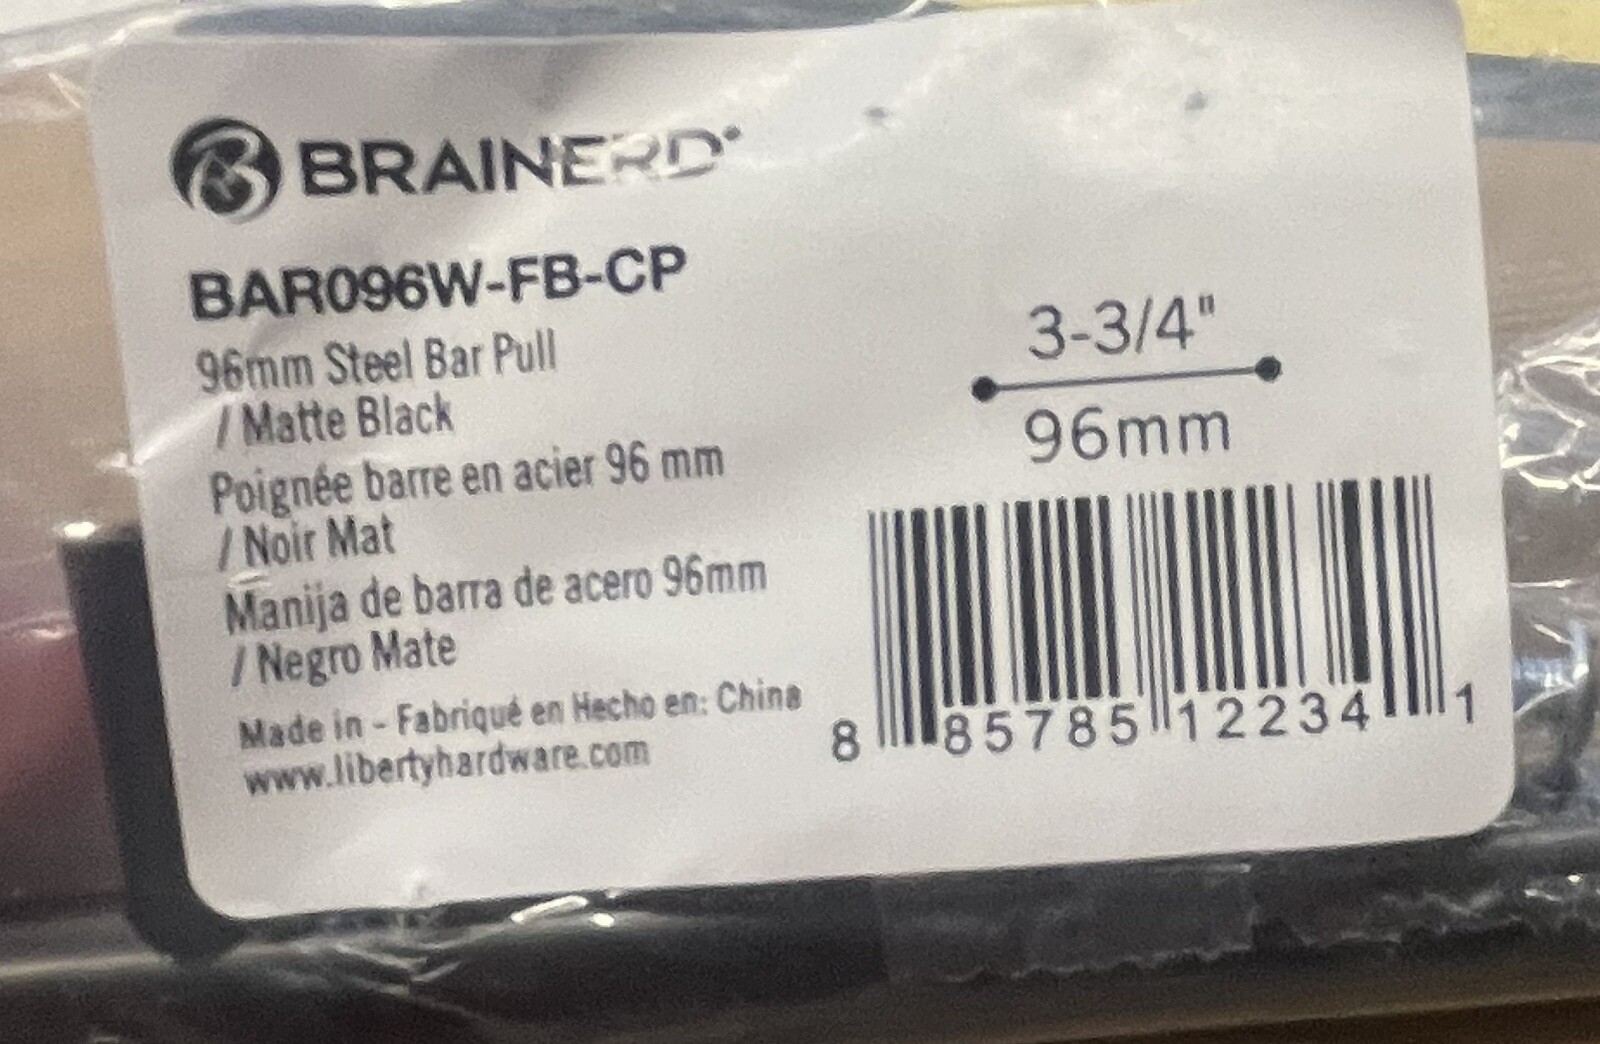 BRAINERD
BAR096W-FB-CP
96mm Steel Bar Pull
/ Matte Black
Poignée barre en acier 96 mm
/ Noir Mat
Manija de barra de acero 96mm
/ Negro Mate
Made in - Fabriqué en Hecho en: China
www.libertyhardware.com
3-3/4"
96mm
8 85785 12234 1